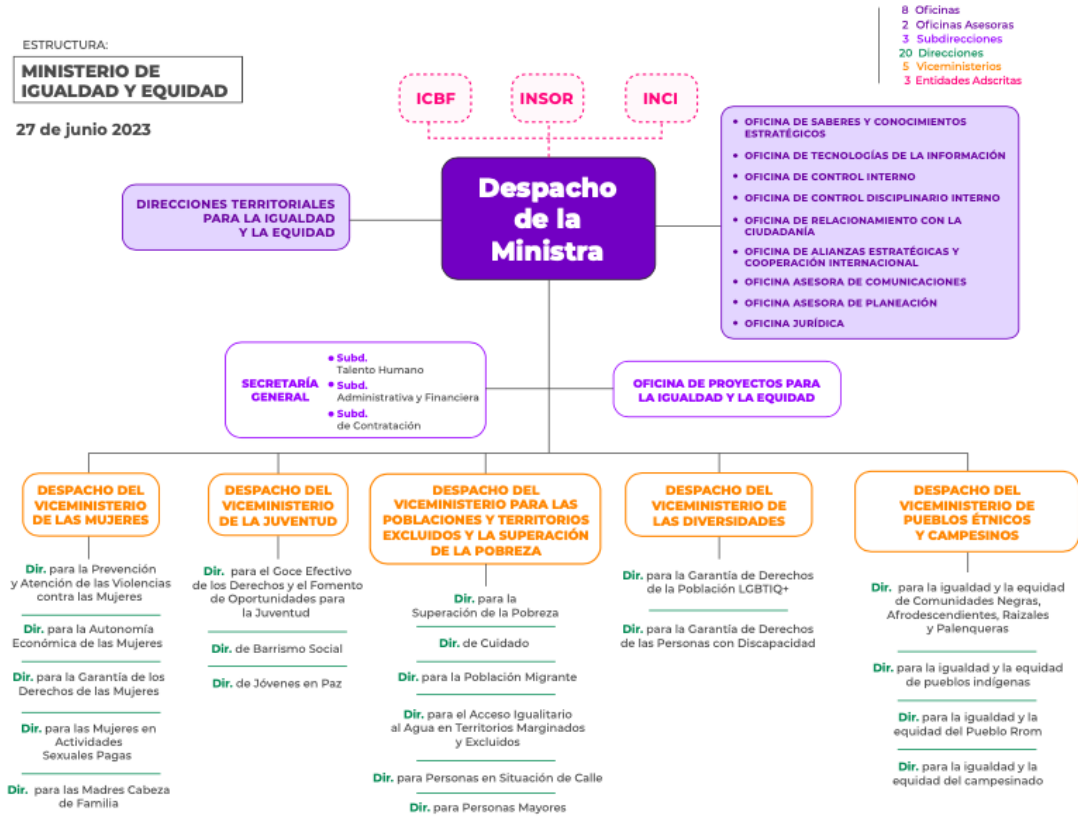 ESTRUCTURA:
MINISTERIO DE
IGUALDAD Y EQUIDAD
27 de junio 2023
8 Oficinas
2 Oficinas Asesoras
3 Subdirecciones
20 Direcciones
5 Viceministerios
3 Entidades Adscritas
ICBF
INSOR
INCI
DIRECCIONES TERRITORIALES
PARA LA IGUALDAD
Y LA EQUIDAD
Despacho
de la
Ministra
• OFICINA DE SABERES Y CONOCIMIENTOS
ESTRATÉGICOS
• OFICINA DE TECNOLOGÍAS DE LA INFORMACIÓN
• OFICINA DE CONTROL INTERNO
• OFICINA DE CONTROL DISCIPLINARIO INTERNO
• OFICINA DE RELACIONAMIENTO CON LA
CIUDADANÍA
• OFICINA DE ALIANZAS ESTRATÉGICAS Y
COOPERACIÓN INTERNACIONAL
• OFICINA ASESORA DE COMUNICACIONES
• OFICINA ASESORA DE PLANEACIÓN
• OFICINA JURÍDICA
SECRETARÍA
GENERAL
• Subd.
Talento Humano
• Subd.
Administrativa y Financiera
• Subd.
de Contratación
OFICINA DE PROYECTOS PARA
LA IGUALDAD Y LA EQUIDAD
DESPACHO DEL
VICEMINISTERIO
DE LAS MUJERES
Dir. para la Prevención
y Atención de las Violencias
contra las Mujeres
Dir. para la Autonomía
Económica de las Mujeres
Dir. para la Garantía de los
Derechos de las Mujeres
Dir. para las Mujeres en
Actividades
Sexuales Pagas
Dir. para las Madres Cabeza
de Familia
DESPACHO DEL
VICEMINISTERIO
DE LA JUVENTUD
Dir. para el Goce Efectivo
de los Derechos y el Fomento
de Oportunidades para
la Juventud
Dir. de Barrismo Social
Dir. de Jóvenes en Paz
DESPACHO DEL
VICEMINISTERIO PARA LAS
POBLACIONES Y TERRITORIOS
EXCLUIDOS Y LA SUPERACIÓN
DE LA POBREZA
Dir. para la
Superación de la Pobreza
Dir. de Cuidado
Dir. para la Población Migrante
Dir. para el Acceso Igualitario
al Agua en Territorios Marginados
y Excluidos
Dir. para Personas en Situación de Calle
Dir. para Personas Mayores
DESPACHO DEL
VICEMINISTERIO DE
LAS DIVERSIDADES
Dir. para la Garantía de Derechos
de la Población LGBTIQ+
Dir. para la Garantía de Derechos
de las Personas con Discapacidad
DESPACHO DEL
VICEMINISTERIO DE
PUEBLOS ÉTNICOS
Y CAMPESINOS
Dir. para la igualdad y la equidad
de Comunidades Negras,
Afrodescendientes, Raizales
y Palenqueras
Dir. para la igualdad y la equidad
de pueblos indígenas
Dir. para la igualdad y la
equidad del Pueblo Rrom
Dir. para la igualdad y la
equidad del campesinado